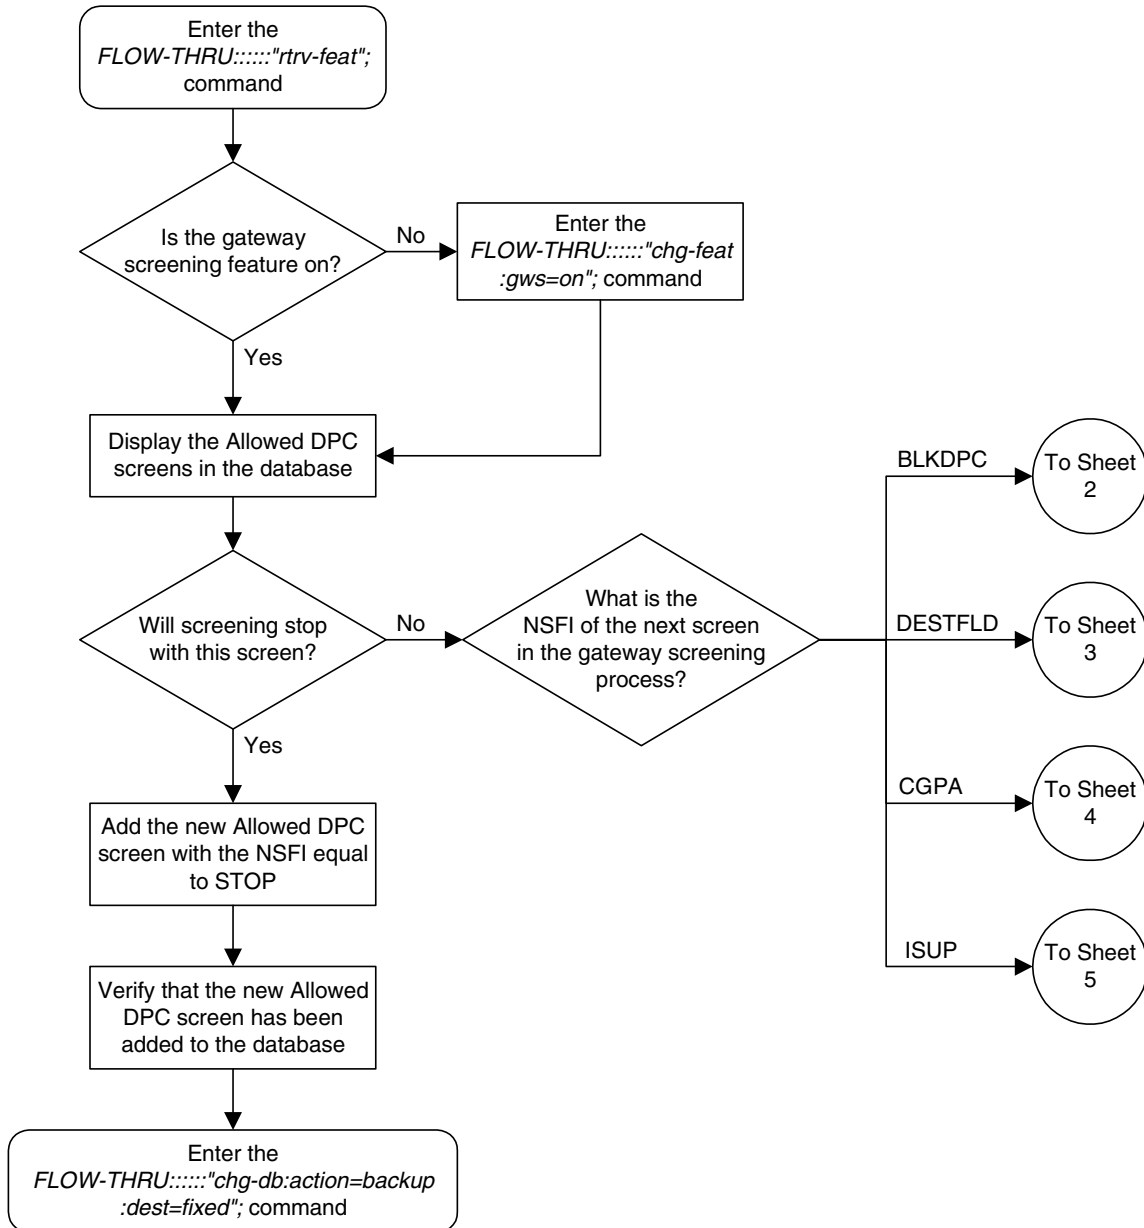 Enter the
FLOW-THRU::::::"rtrv-feat";
command
Is the gateway
screening feature on?
No
Enter the
FLOW-THRU::::::"chg-feat
:gws=on"; command
Yes
Display the Allowed DPC
screens in the database
Will screening stop
with this screen?
No
What is the
NSFI of the next screen
in the gateway screening
process?
BLKDPC
To Sheet
2
DESTFLD
To Sheet
3
CGPA
To Sheet
4
ISUP
To Sheet
5
Yes
Add the new Allowed DPC
screen with the NSFI equal
to STOP
Verify that the new Allowed
DPC screen has been
added to the database
Enter the
FLOW-THRU::::::"chg-db:action=backup
:dest=fixed"; command